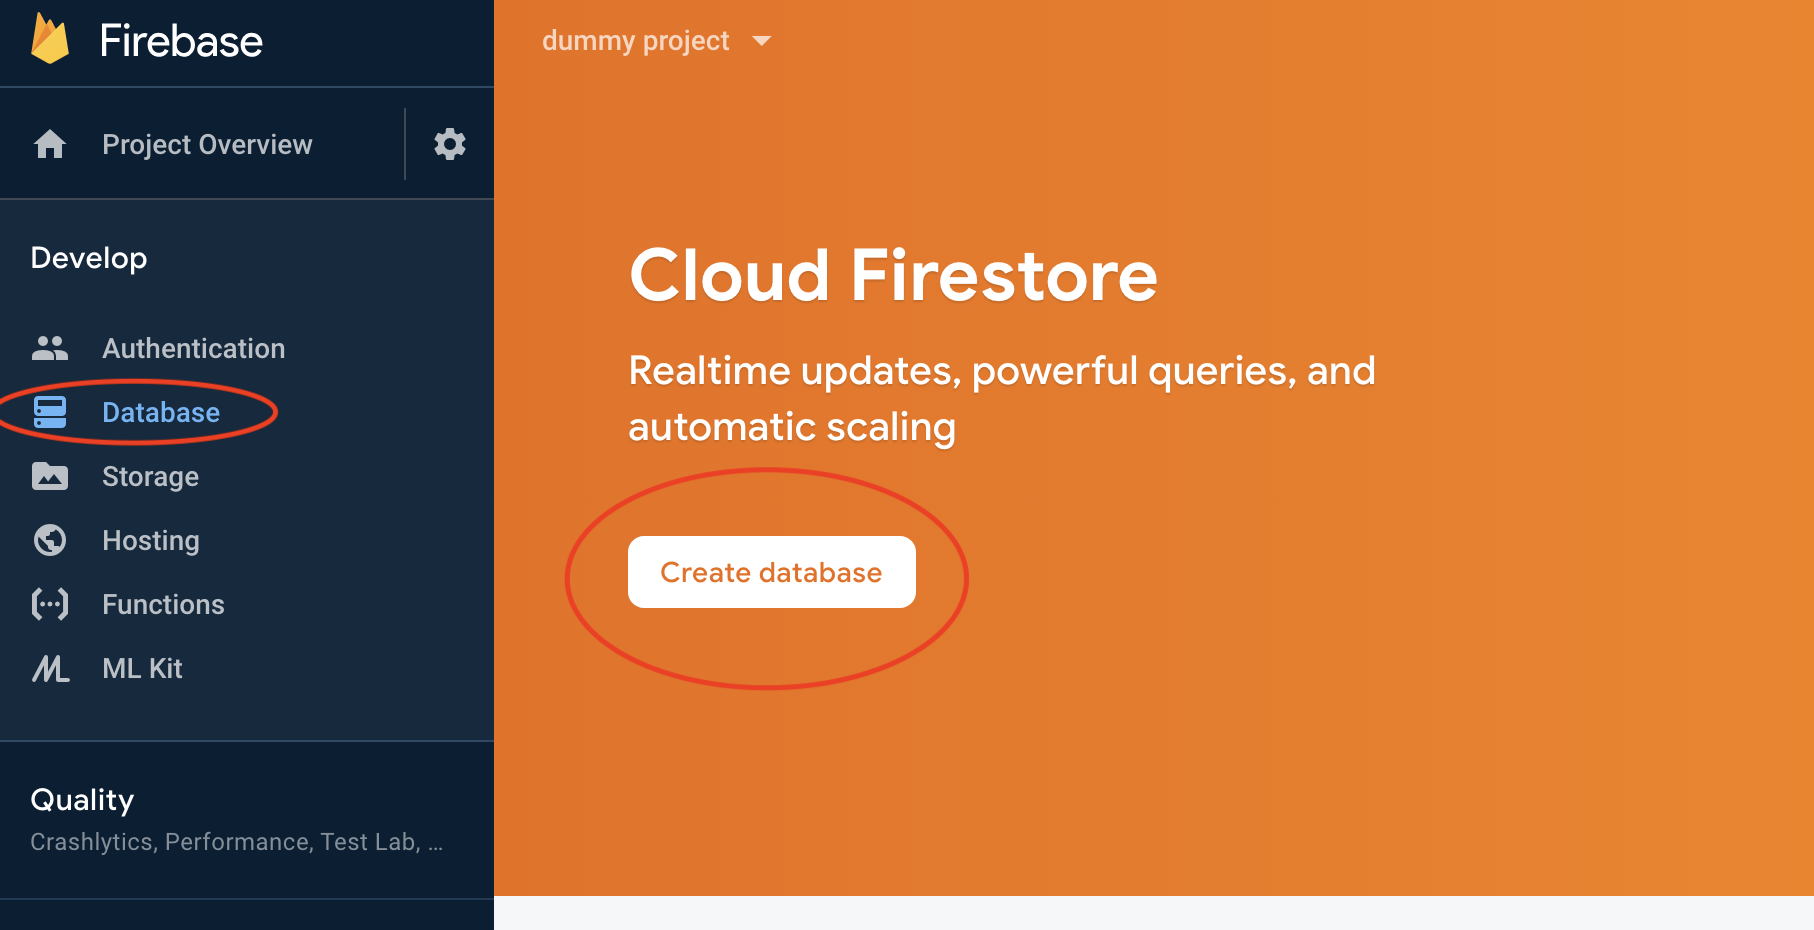 Firebase
dummy project
Project Overview
Develop
Authentication
Database
Storage
Hosting
Functions
ML Kit
Quality
Crashlytics, Performance, Test Lab, ...
Cloud Firestore
Realtime updates, powerful queries, and
automatic scaling
Create database